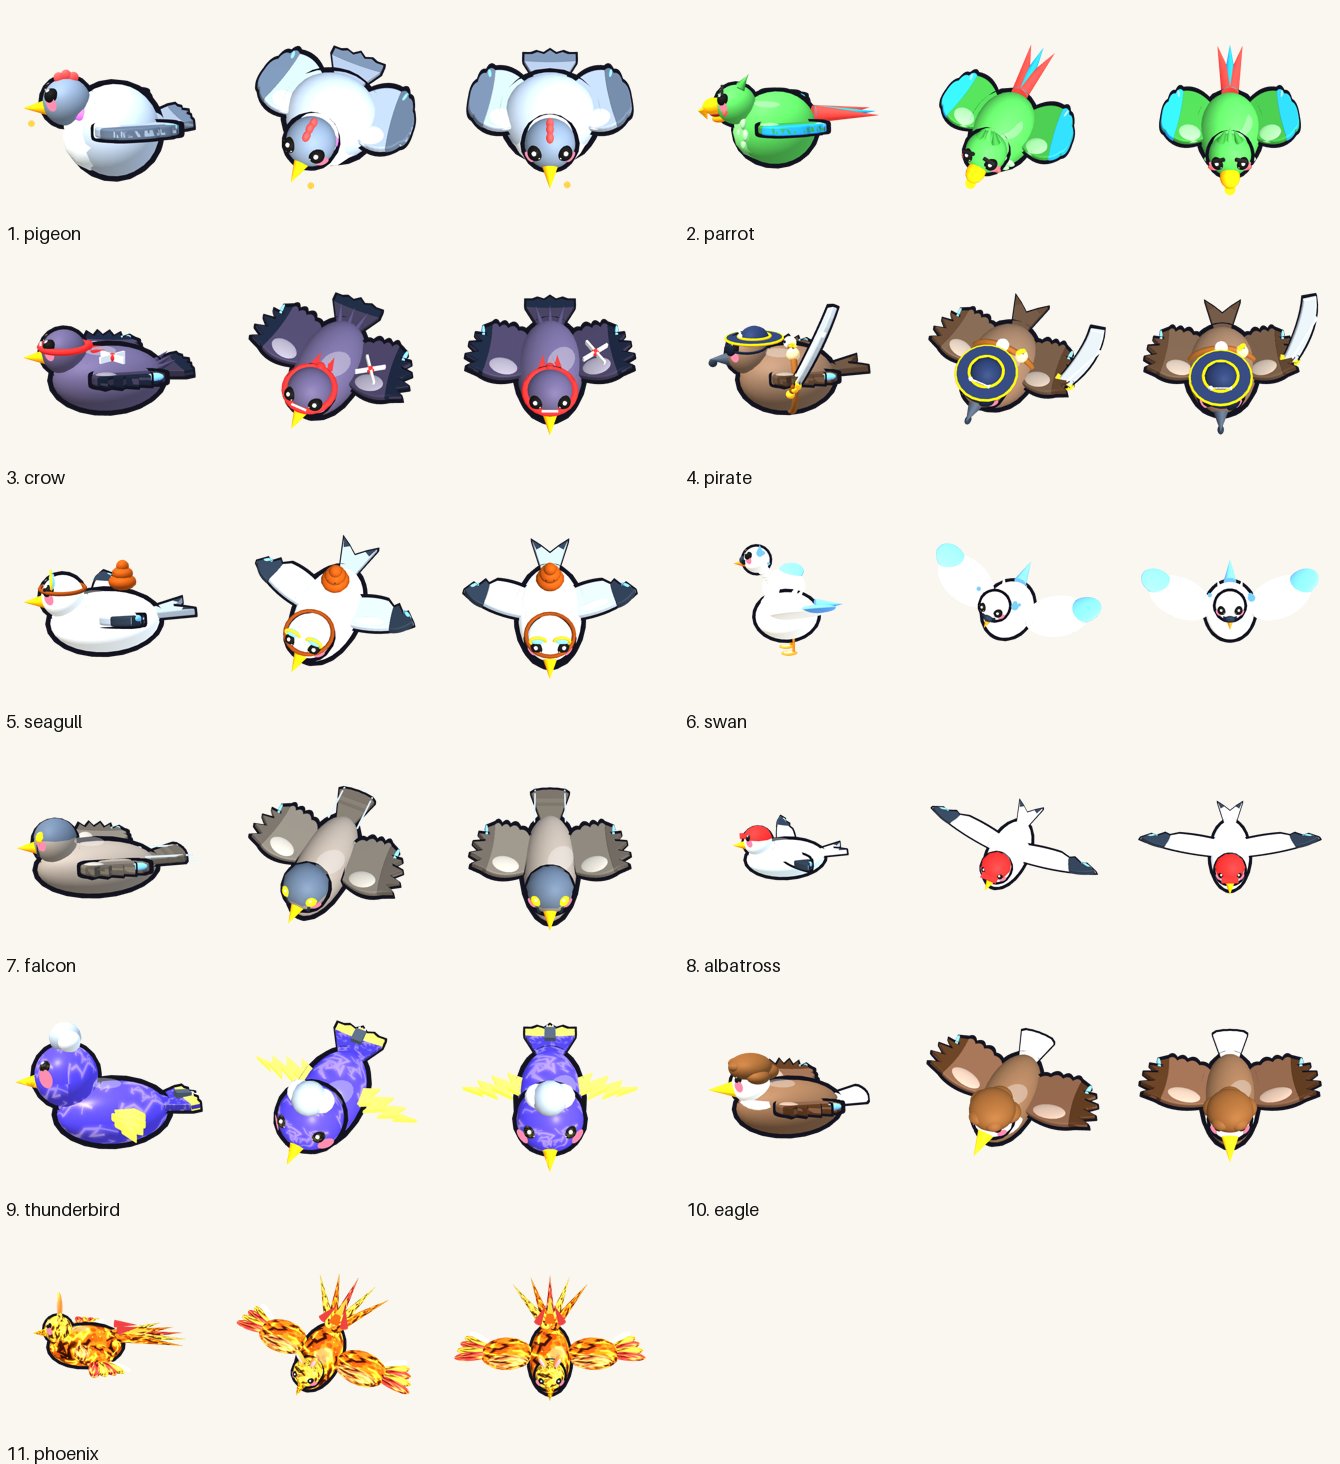 1. pigeon
2. parrot
3. crow
4. pirate
5. seagull
6. swan
7. falcon
8. albatross
9. thunderbird
10. eagle
11. phoenix